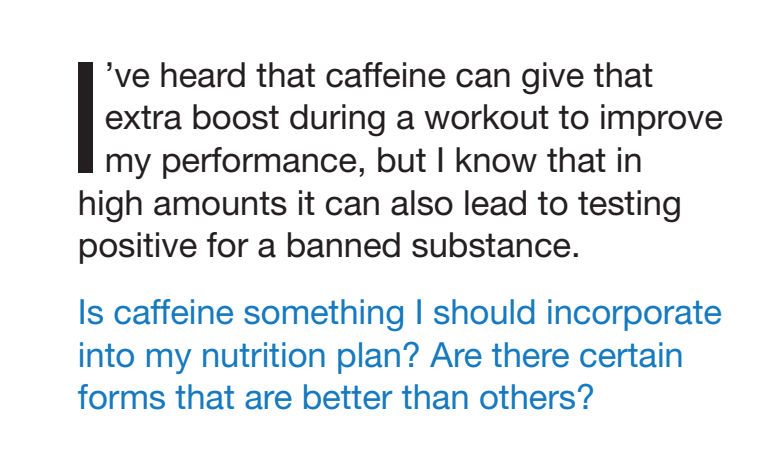 I’ve heard that caffeine can give that
extra boost during a workout to improve
my performance, but I know that in
high amounts it can also lead to testing
positive for a banned substance.
Is caffeine something I should incorporate
into my nutrition plan? Are there certain
forms that are better than others?